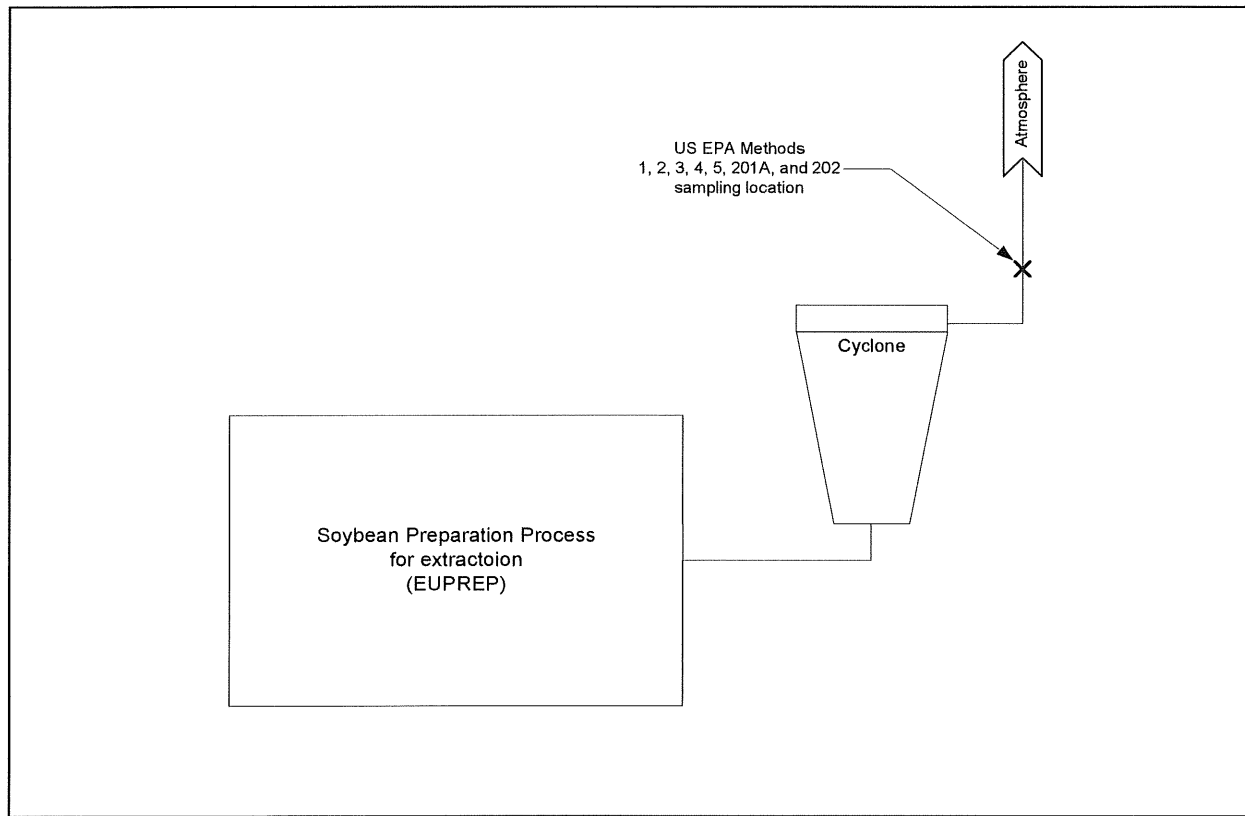 Atmosphere
US EPA Methods
1, 2, 3, 4, 5, 201A, and 202
sampling location
Cyclone
Soybean Preparation Process
for extractoion
(EUPREP)